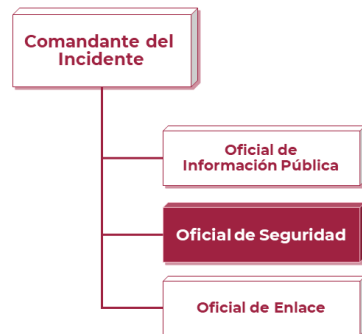 Comandante del
Incidente
Oficial de
Información Pública
Oficial de Seguridad
Oficial de Enlace